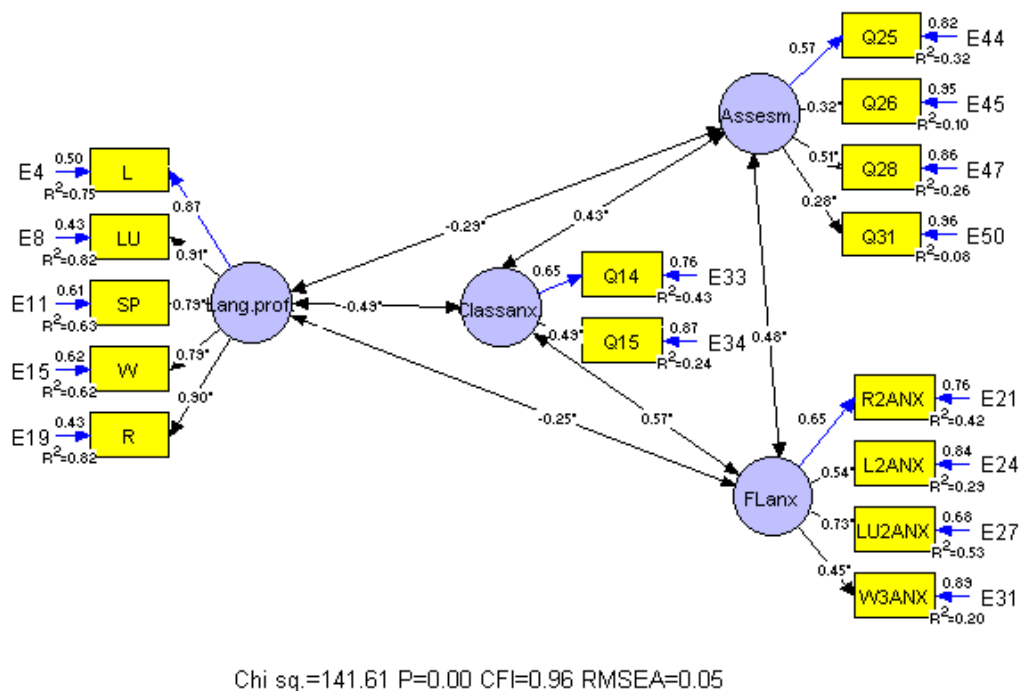 0.82
Q25
E44
0.57
R2=0.32
0.95
Assesm.
0.32*
Q26
E45
R2=0.10
0.50
E4
L
R2=0.75
0.87
0.51*
0.86
Q28
E47
R2=0.26
0.28*
0.96
Q31
E50
R2=0.08
0.43
E8
LU
R2=0.82
0.91*
-0.29*
0.43*
0.61
E11
SP
R2=0.63
0.79*
Lang.prof.
-0.49*
Classanx.
0.65
Q14
0.76
E33
R2=0.43
-0.49*
Q15
0.87
E34
R2=0.24
0.48*
0.62
E15
W
R2=0.62
0.79*
0.43
E19
R
R2=0.82
0.90*
-0.25*
0.57*
0.65
R2ANX
0.76
E21
R2=0.42
0.54*
L2ANX
0.84
E24
R2=0.29
FLanx
0.73*
LU2ANX
0.68
E27
R2=0.53
0.45*
W3ANX
0.89
E31
R2=0.20
Chi sq.=141.61 P=0.00 CFI=0.96 RMSEA=0.05